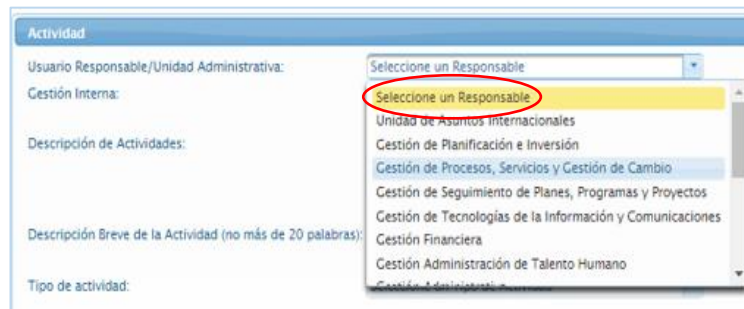 Actividad
Usuario Responsable/Unidad Administrativa:
Seleccione un Responsable
Gestión Interna:
Seleccione un Responsable
Unidad de Asuntos Internacionales
Descripción de Actividades:
Gestión de Planificación e Inversión
Gestión de Procesos, Servicios y Gestión de Cambio
Gestión de Seguimiento de Planes, Programas y Proyectos
Gestión de Tecnologías de la Información y Comunicaciones
Descripción Breve de la Actividad (no más de 20 palabras):
Gestión Financiera
Gestión Administración de Talento Humano
Tipo de actividad: